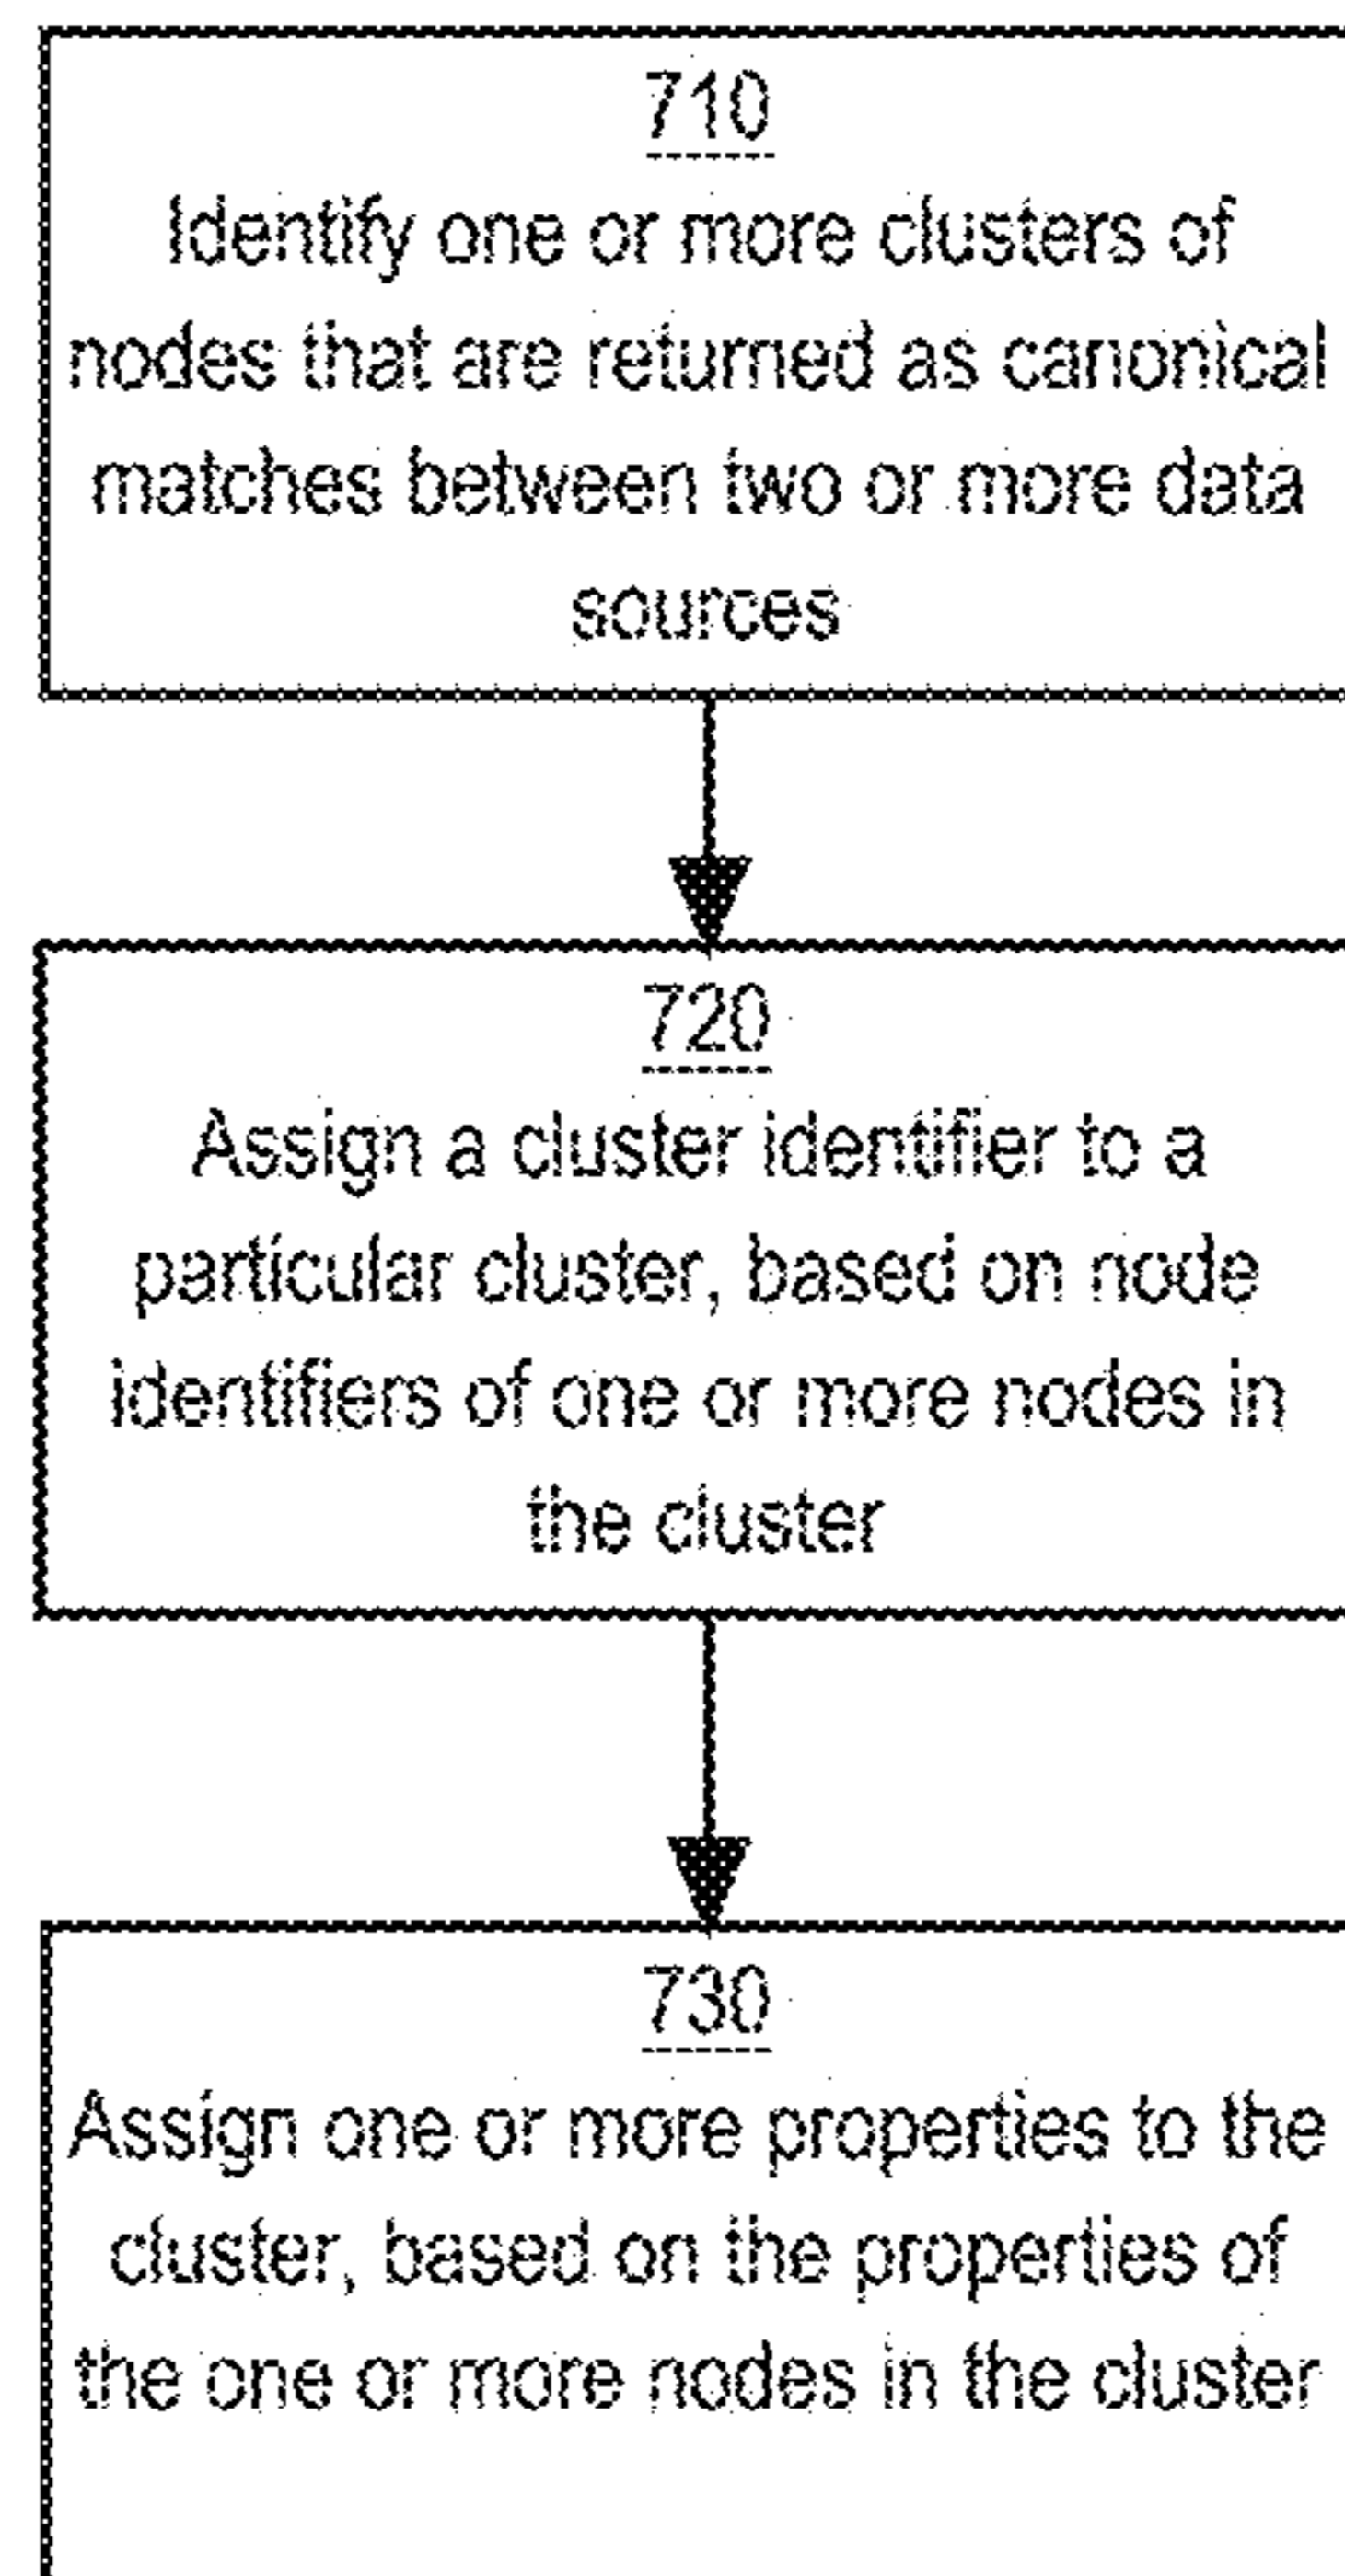 710
Identify one or more clusters of
nodes that are returned as canonical
matches between two or more data
sources
720
Assign a cluster identifier to a
particular cluster, based on node
identifiers of one or more nodes in
the cluster
730
Assign one or more properties to the
cluster, based on the properties of
the one or more nodes in the cluster